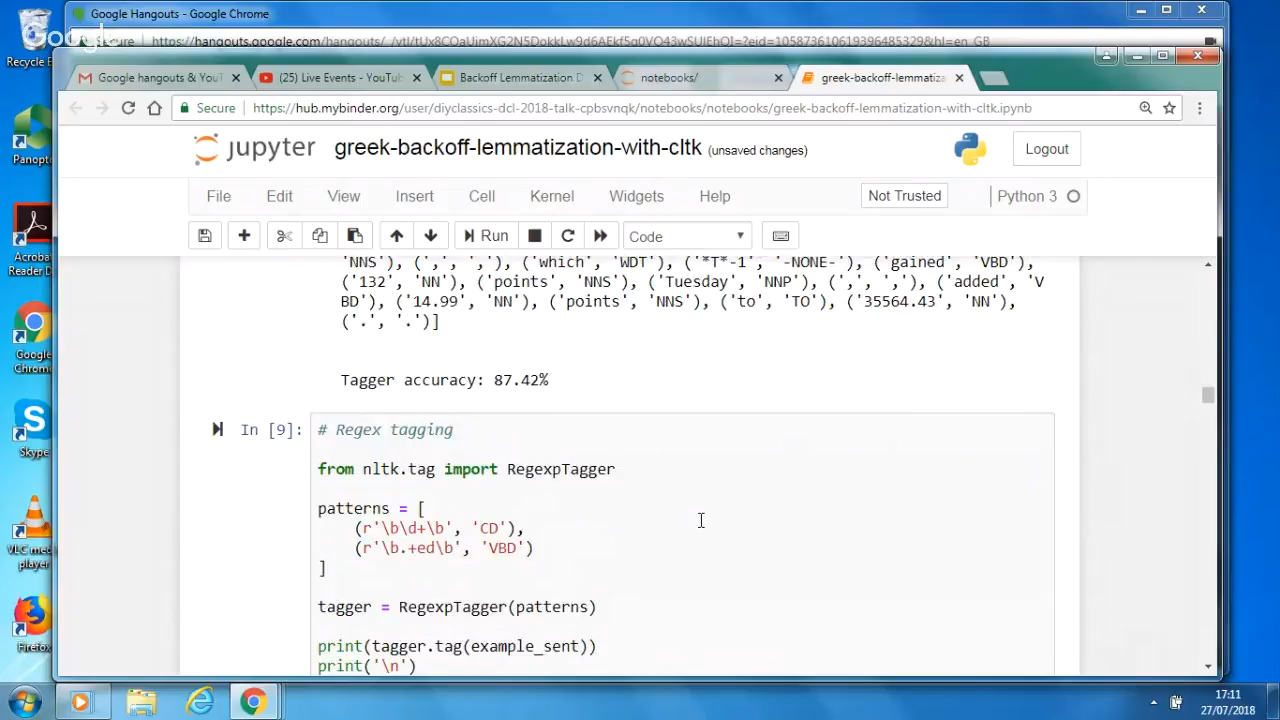 Google Hangouts - Google Chrome
Google
https://hangouts.google.com/hangouts/_/ytl/tUx8COaUimXG2N5DokkLw9d6AEkf5q0VO43wSUIEhQI=?eid=105873610619396485329&hl=en_GB
Recycle Bin
Gmail Google hangouts & YouT
(25) Live Events - YouTube
Backoff Lemmatization D
notebooks/
greek-backoff-lemmatiza
Secure
https://hub.mybinder.org/user/diyclassics-dcl-2018-talk-cpbsvnqk/notebooks/notebooks/greek-backoff-lemmatization-with-cltk.ipynb
Panopto
jupyter
greek-backoff-lemmatization-with-cltk (unsaved changes)
Logout
File Edit View Insert Cell Kernel Widgets Help
Not Trusted
Python 3
Run
Code
Acrobat Reader D
'NNS'), (',', ','), ('which', 'WDT'), ('*T*-1', '-NONE-'), ('gained', 'VBD'),
('132', 'NN'), ('points', 'NNS'), ('Tuesday', 'NNP'), (',', ','), ('added', 'V
BD'), ('14.99', 'NN'), ('points', 'NNS'), ('to', 'TO'), ('35564.43', 'NN'),
('.', '.')]
Google Chrome
Tagger accuracy: 87.42%
In [9]:
# Regex tagging
from nltk.tag import RegexpTagger
Skype
patterns = [
(r'\b\d+\b', 'CD'),
(r'\b.+ed\b', 'VBD')
]
VLC media player
tagger = RegexpTagger(patterns)
print(tagger.tag(example_sent))
print('\n')
Firefox
17:11
27/07/2018